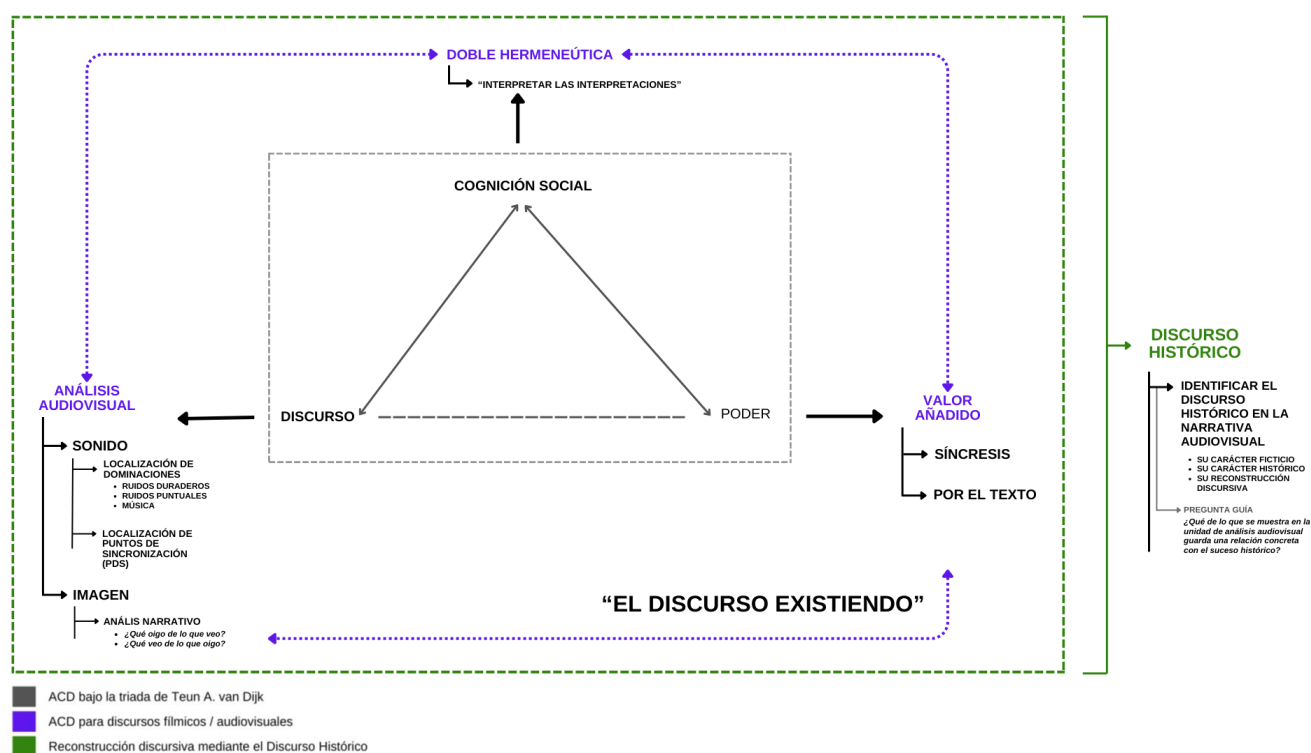 DOBLE HERMENEÚTICA
“INTERPRETAR LAS INTERPRETACIONES”
COGNICIÓN SOCIAL
DISCURSO
PODER
ANÁLISIS
AUDIOVISUAL
SONIDO
LOCALIZACIÓN DE
DOMINACIONES
• RUIDOS DURADEROS
• RUIDOS PUNTUALES
• MÚSICA
LOCALIZACIÓN DE
PUNTOS DE
SINCRONIZACIÓN
(PDS)
IMAGEN
ANÁLIS NARRATIVO
• ¿Qué oigo de lo que veo?
• ¿Qué veo de lo que oigo?
VALOR
AÑADIDO
SÍNCRESIS
POR EL TEXTO
“EL DISCURSO EXISTIENDO”
DISCURSO
HISTÓRICO
IDENTIFICAR EL
DISCURSO
HISTÓRICO EN LA
NARRATIVA
AUDIOVISUAL
• SU CARÁCTER FICTICIO
• SU CARÁCTER HISTÓRICO
• SU RECONSTRUCCIÓN
DISCURSIVA
PREGUNTA GUÍA
¿Qué de lo que se muestra en la
unidad de análisis audiovisual
guarda una relación concreta
con el suceso histórico?
ACD bajo la triada de Teun A. van Dijk
ACD para discursos fílmicos / audiovisuales
Reconstrucción discursiva mediante el Discurso Histórico